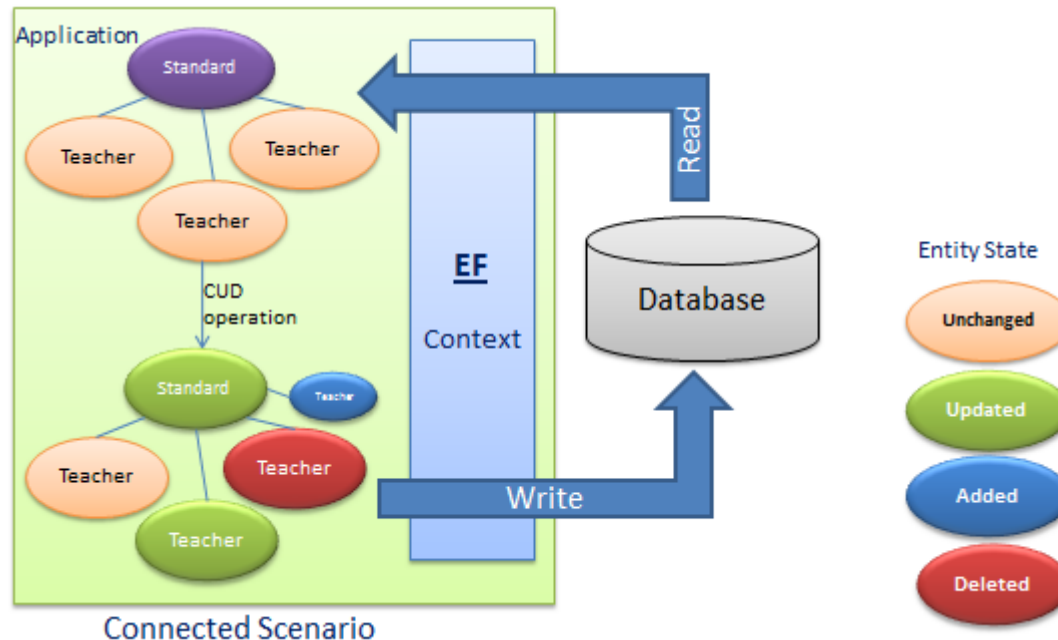 Application
Standard
Teacher
Teacher
Teacher
CUD
operation
Standard
Teacher
Teacher
Teacher
Teacher
EF
Context
Read
Database
Write
Entity State
Unchanged
Updated
Added
Deleted
Connected Scenario